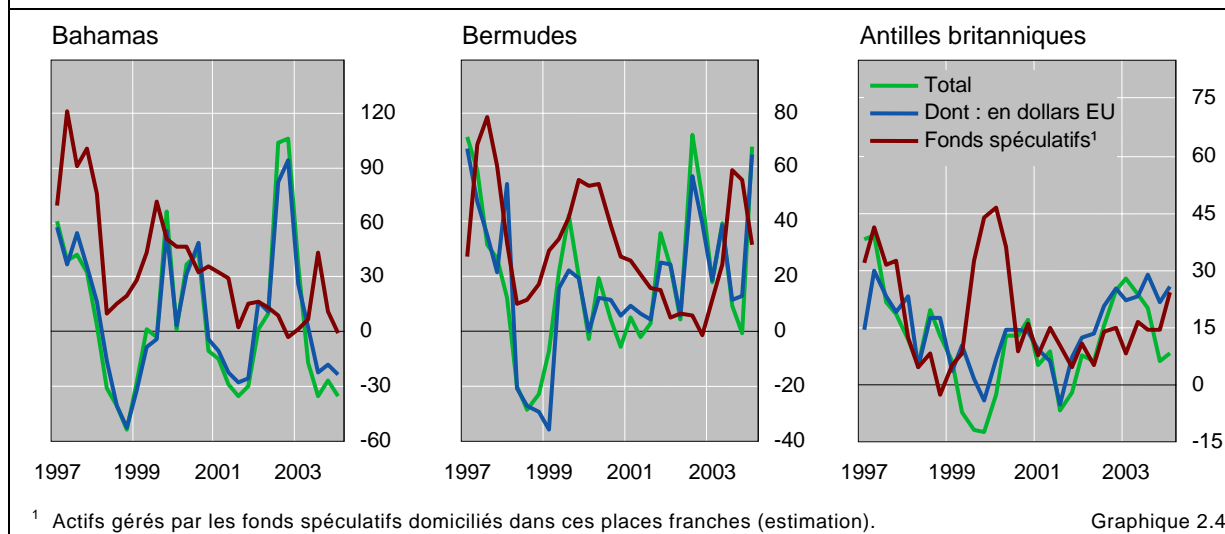 Bahamas
Bermudes
Antilles britanniques
Total
Dont : en dollars EU
Fonds spéculatifs¹
120
90
60
30
0
-30
-60
80
60
40
20
0
-20
-40
75
60
45
30
15
0
-15
1997 1999 2001 2003
1997 1999 2001 2003
1997 1999 2001 2003
¹ Actifs gérés par les fonds spéculatifs domiciliés dans ces places franches (estimation).
Graphique 2.4